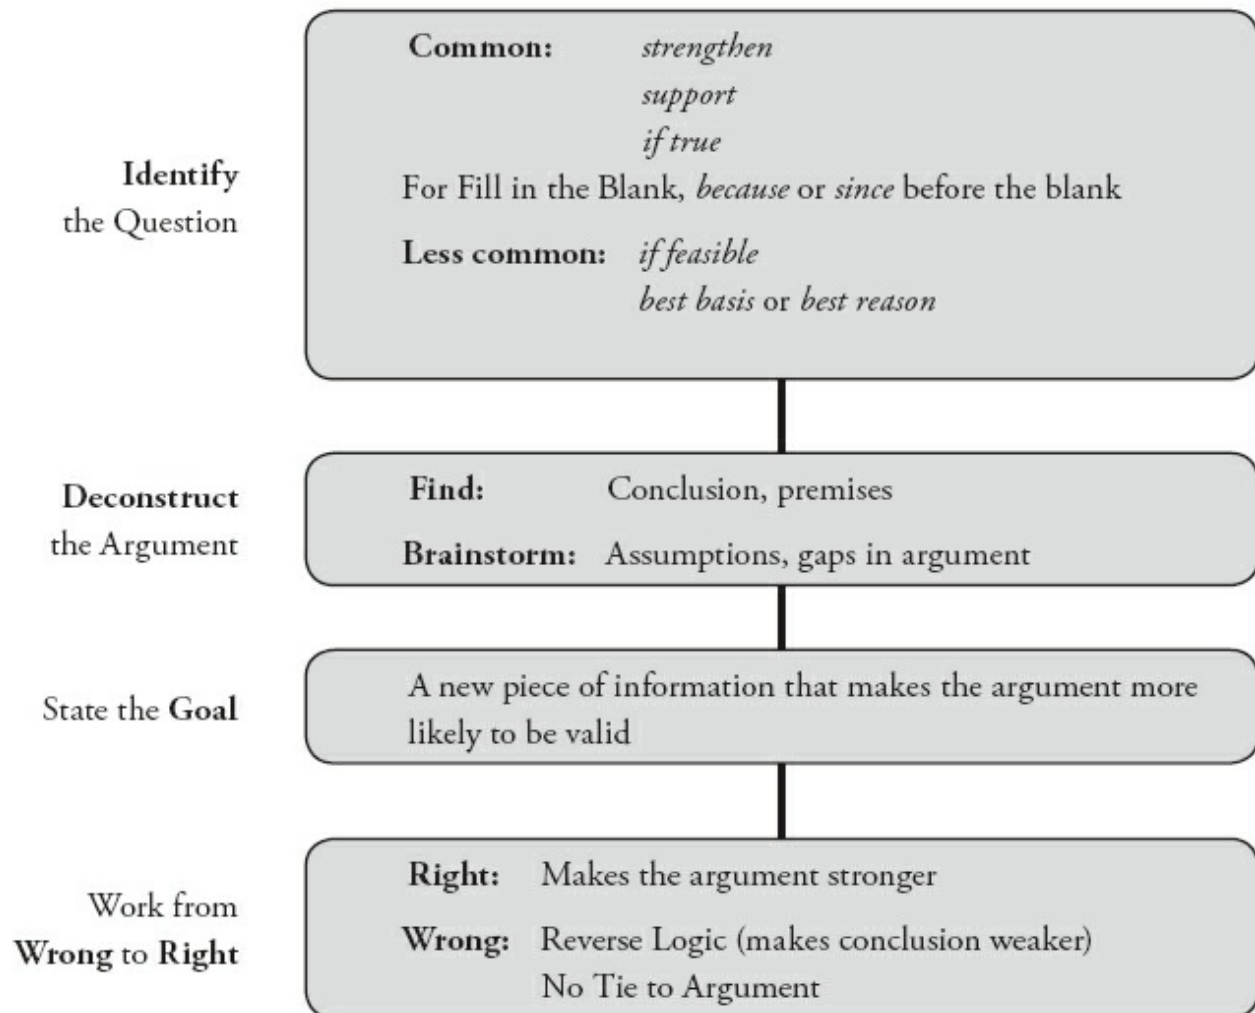 Identify
the Question
Common: strengthen
support
if true
For Fill in the Blank, because or since before the blank
Less common: if feasible
best basis or best reason
Deconstruct
the Argument
Find: Conclusion, premises
Brainstorm: Assumptions, gaps in argument
State the Goal
A new piece of information that makes the argument more
likely to be valid
Work from
Wrong to Right
Right: Makes the argument stronger
Wrong: Reverse Logic (makes conclusion weaker)
No Tie to Argument